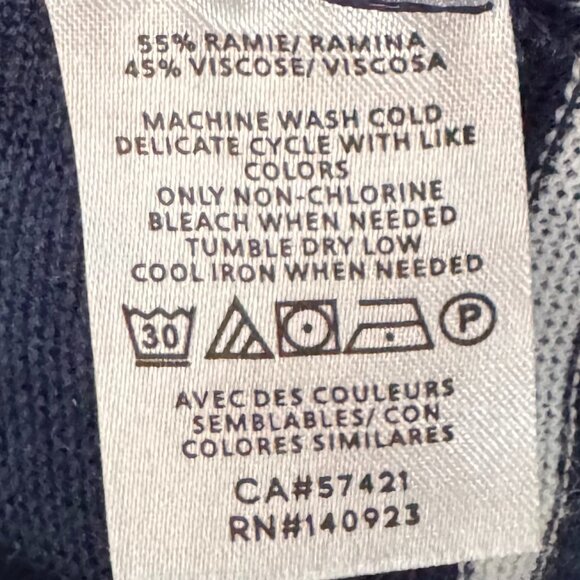 55% RAMIE/ RAMINA
45% VISCOSE/ VISCOSA
MACHINE WASH COLD
DELICATE CYCLE WITH LIKE
COLORS
ONLY NON-CHLORINE
BLEACH WHEN NEEDED
TUMBLE DRY LOW
COOL IRON WHEN NEEDED
30 P
AVEC DES COULEURS
SEMBLABLES/ CON
COLORES SIMILARES
CA#57421
RN#140923